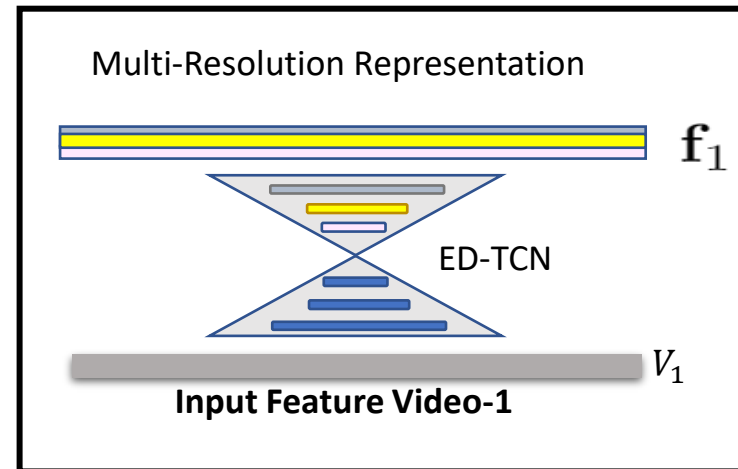 Multi-Resolution Representation
f₁
ED-TCN
V₁
Input Feature Video-1